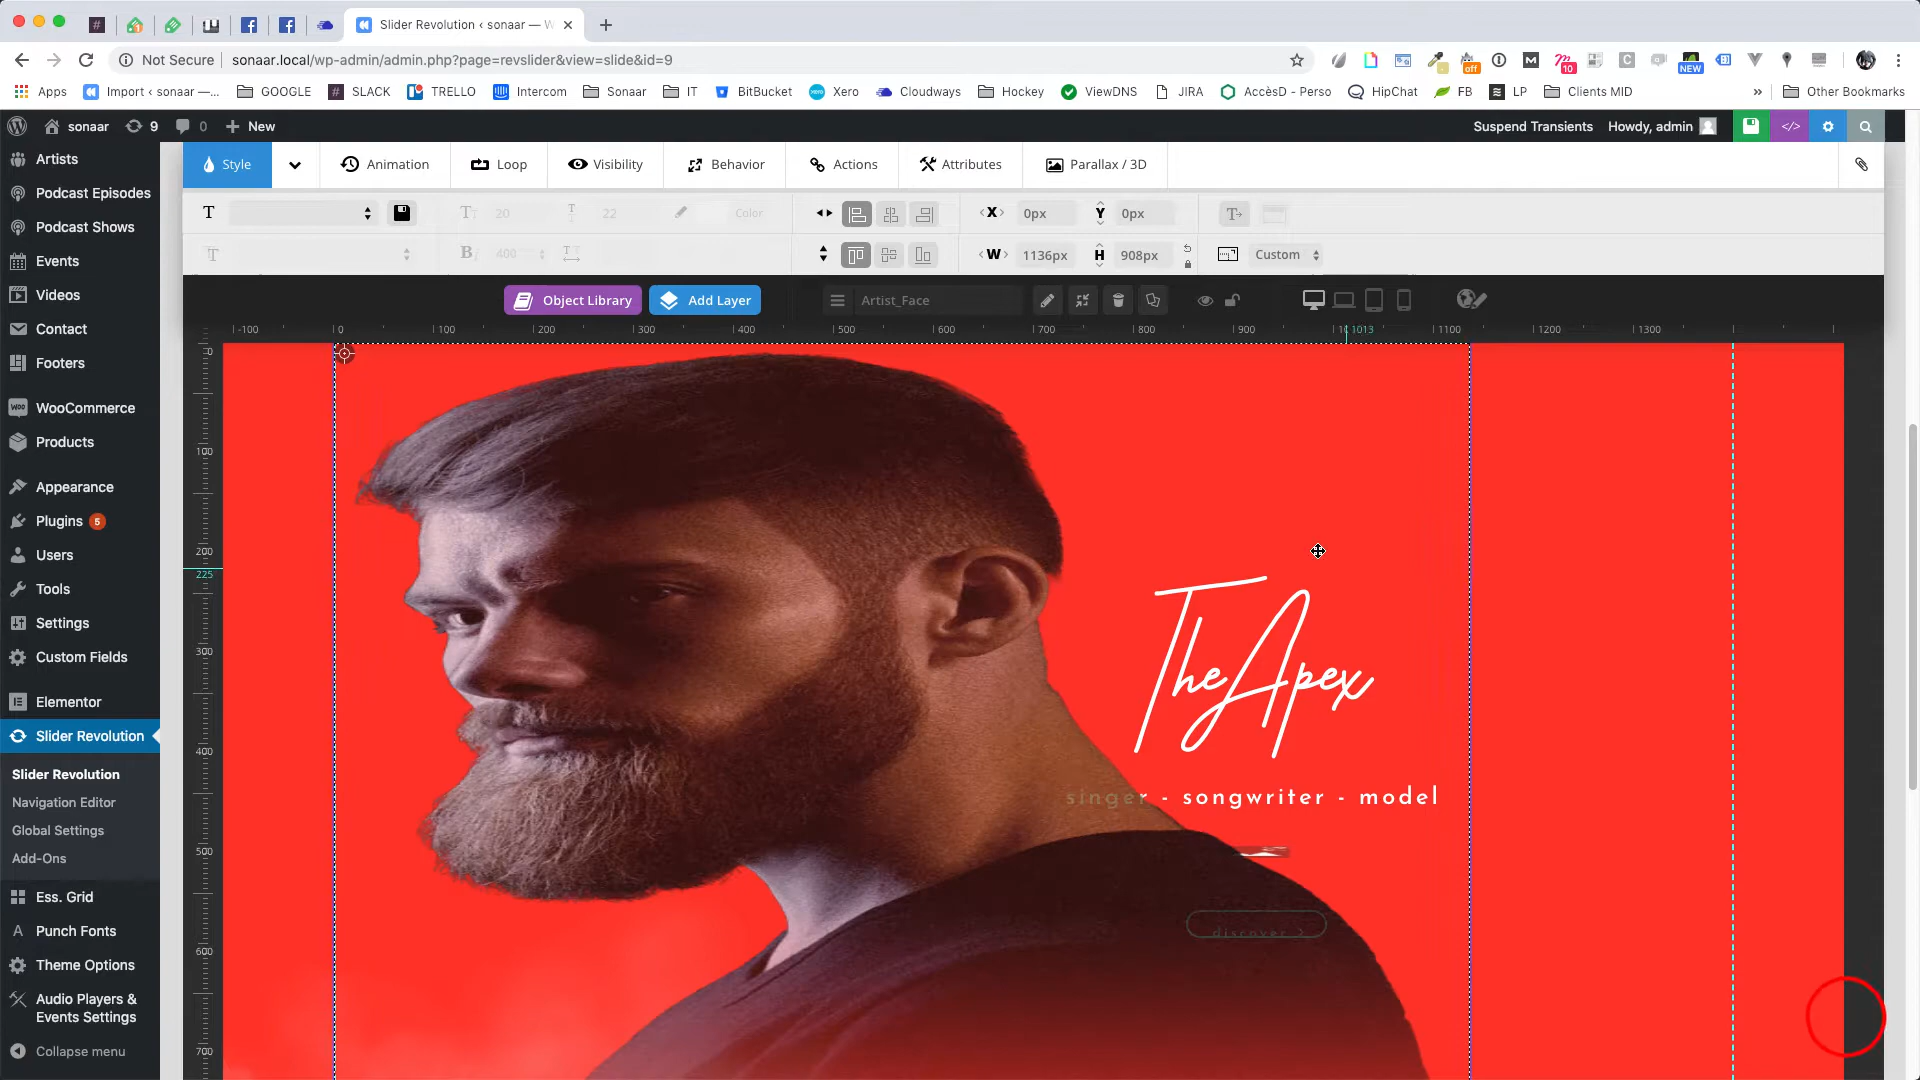 Slider Revolution ‹ sonaar — W
Not Secure sonaar.local/wp-admin/admin.php?page=revslider&view=slide&id=9
off
10
NEW
Apps Import ‹ sonaar —... GOOGLE SLACK TRELLO Intercom Sonaar IT BitBucket Xero Cloudways Hockey ViewDNS JIRA AccèsD - Perso HipChat FB LP Clients MID » Other Bookmarks
sonaar 9 0 New Suspend Transients Howdy, admin
Artists
Podcast Episodes
Podcast Shows
Events
Videos
Contact
Footers
WooCommerce
Products
Appearance
Plugins 5
Users
Tools
Settings
Custom Fields
Elementor
Slider Revolution
Slider Revolution
Navigation Editor
Global Settings
Add-Ons
Ess. Grid
Punch Fonts
Theme Options
Audio Players &
Events Settings
Collapse menu
Style Animation Loop Visibility Behavior Actions Attributes Parallax / 3D
20 22 Color X 0px Y 0px
400 W 1136px H 908px Custom
Object Library Add Layer Artist_Face
-100 0 100 200 300 400 500 600 700 800 900 1013 1100 1200 1300
0
100
200
225
300
400
500
600
700
TheApex
singer - songwriter - model
discover >